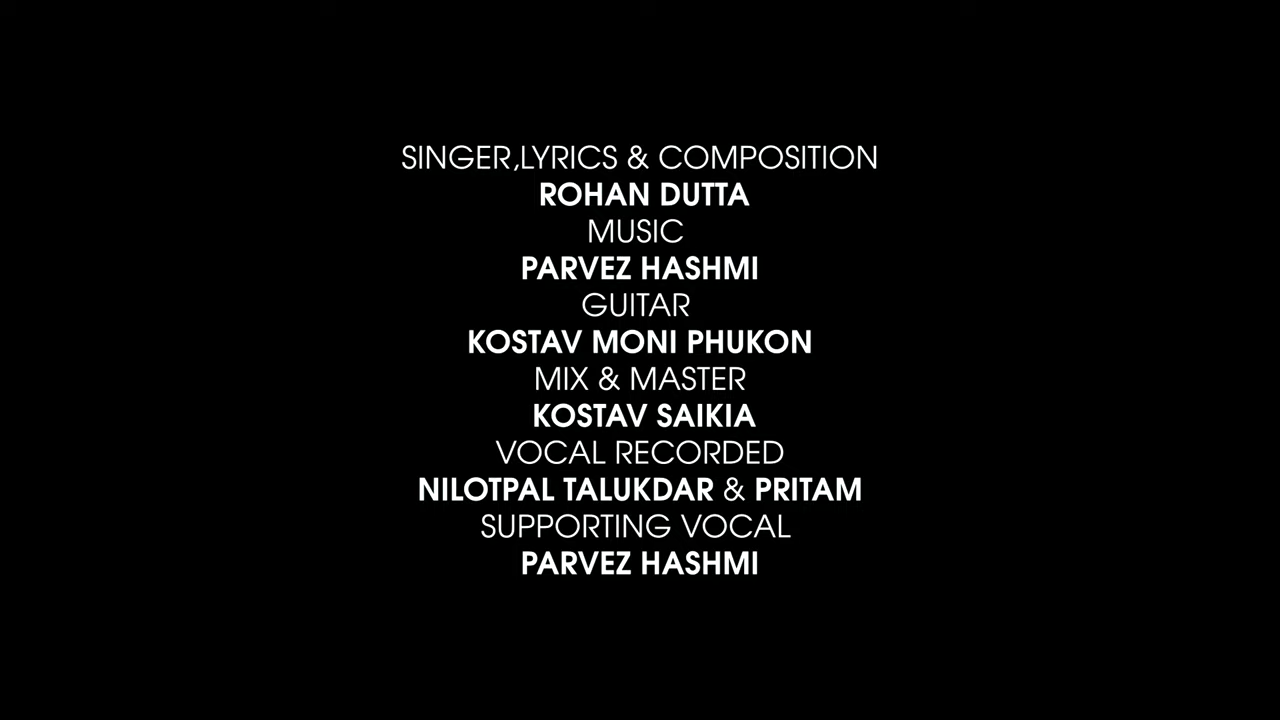 SINGER,LYRICS & COMPOSITION
ROHAN DUTTA
MUSIC
PARVEZ HASHMI
GUITAR
KOSTAV MONI PHUKON
MIX & MASTER
KOSTAV SAIKIA
VOCAL RECORDED
NILOTPAL TALUKDAR & PRITAM
SUPPORTING VOCAL
PARVEZ HASHMI